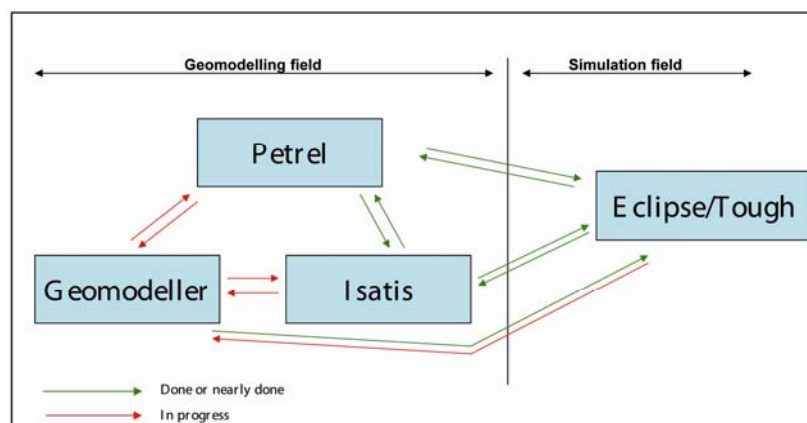 Geomodelling field
Simulation field
Petrel
Eclipse/Tough
Geomodeller
Isatis
Done or nearly done
In progress